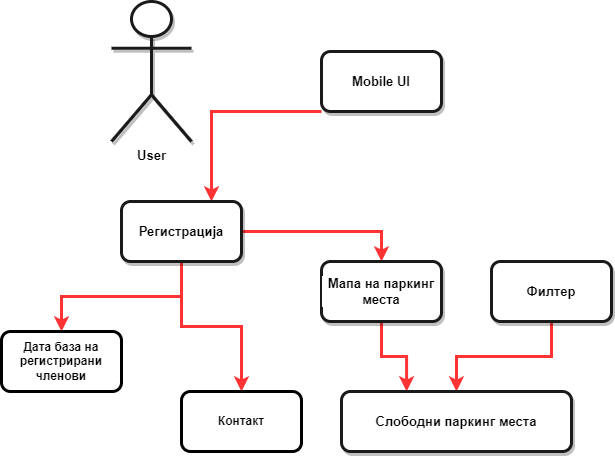 User
Mobile UI
Регистрација
Мапа на паркинг
места
Филтер
Дата база на
регистрирани
членови
Контакт
Слободни паркинг места